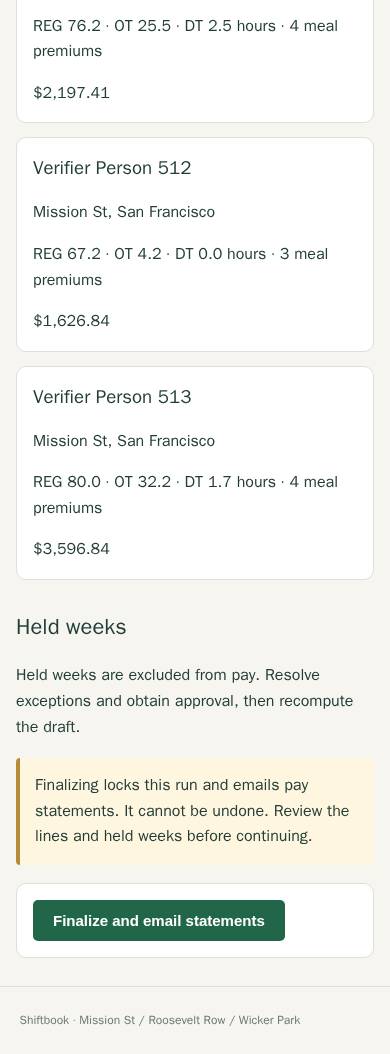 REG 76.2 · OT 25.5 · DT 2.5 hours · 4 meal
premiums
$2,197.41
Verifier Person 512
Mission St, San Francisco
REG 67.2 · OT 4.2 · DT 0.0 hours · 3 meal
premiums
$1,626.84
Verifier Person 513
Mission St, San Francisco
REG 80.0 · OT 32.2 · DT 1.7 hours · 4 meal
premiums
$3,596.84
Held weeks
Held weeks are excluded from pay. Resolve
exceptions and obtain approval, then recompute
the draft.
Finalizing locks this run and emails pay
statements. It cannot be undone. Review the
lines and held weeks before continuing.
Finalize and email statements
Shiftbook · Mission St / Roosevelt Row / Wicker Park